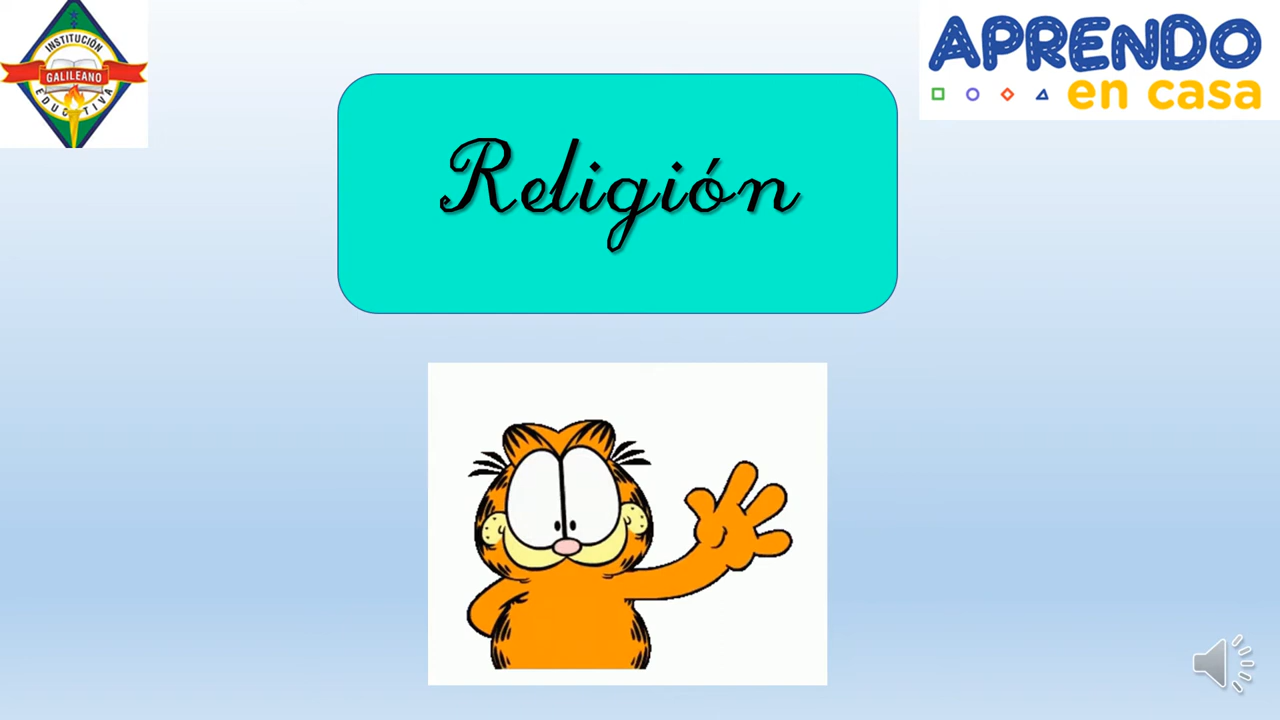 INSTITUCIÓN
GALILEANO
EDUCATIVA
APRENDO
en casa
Religión